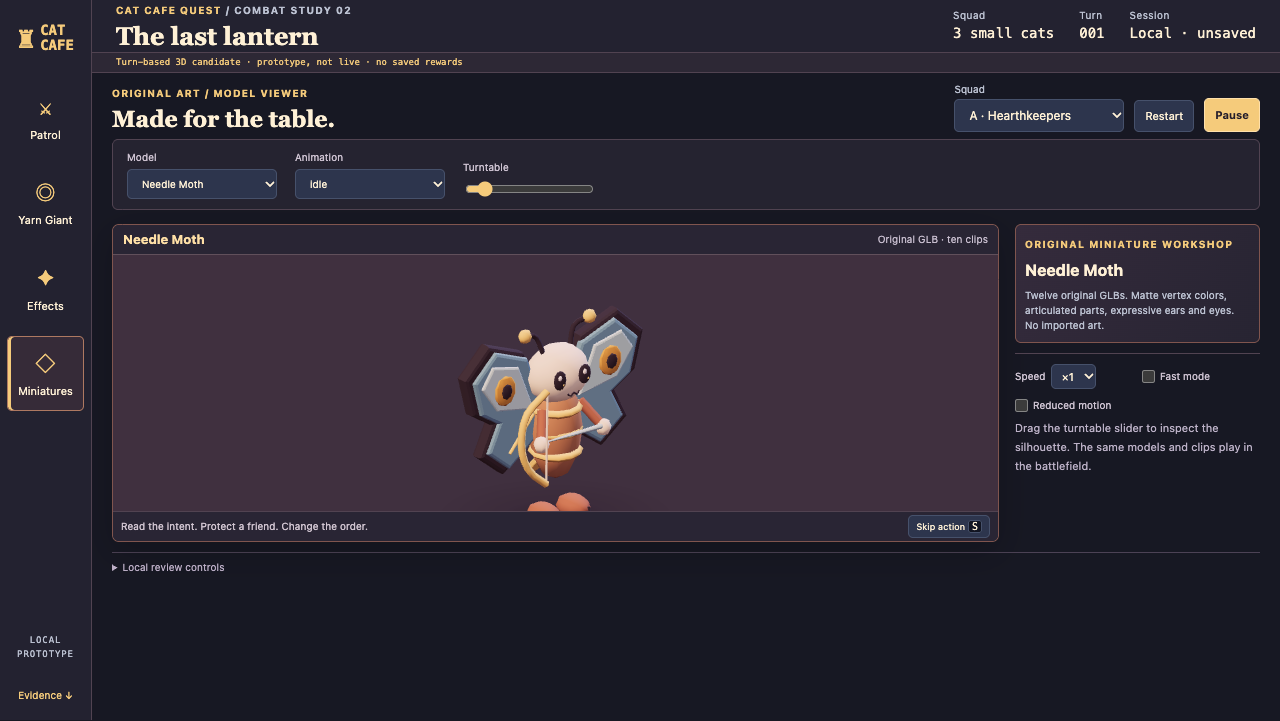 CAT
CAFE
Patrol
Yarn Giant
Effects
Miniatures
LOCAL
PROTOTYPE
Evidence ↓
CAT CAFE QUEST / COMBAT STUDY 02
The last lantern
Squad
3 small cats
Turn
001
Session
Local · unsaved
Turn-based 3D candidate · prototype, not live · no saved rewards
ORIGINAL ART / MODEL VIEWER
Made for the table.
Squad
A · Hearthkeepers
Restart
Pause
Model
Needle Moth
Animation
Idle
Turntable
Needle Moth
Original GLB · ten clips
Read the intent. Protect a friend. Change the order.
Skip action S
ORIGINAL MINIATURE WORKSHOP
Needle Moth
Twelve original GLBs. Matte vertex colors,
articulated parts, expressive ears and eyes.
No imported art.
Speed
×1
Fast mode
Reduced motion
Drag the turntable slider to inspect the
silhouette. The same models and clips play in
the battlefield.
Local review controls